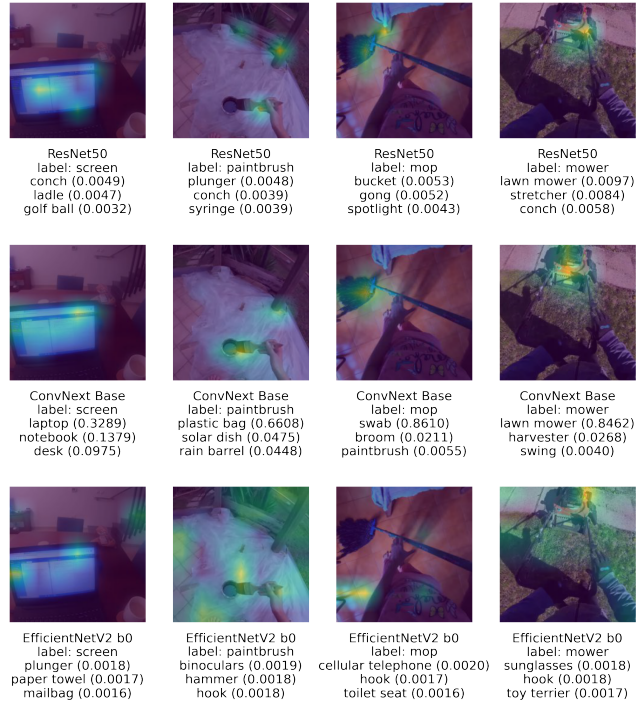 ResNet50
label: screen
conch (0.0049)
ladle (0.0047)
golf ball (0.0032)
ResNet50
label: paintbrush
plunger (0.0048)
conch (0.0039)
syringe (0.0039)
ResNet50
label: mop
bucket (0.0053)
gong (0.0052)
spotlight (0.0043)
ResNet50
label: mower
lawn mower (0.0097)
stretcher (0.0084)
conch (0.0058)
ConvNext Base
label: screen
laptop (0.3289)
notebook (0.1379)
desk (0.0975)
ConvNext Base
label: paintbrush
plastic bag (0.6608)
solar dish (0.0475)
rain barrel (0.0448)
ConvNext Base
label: mop
swab (0.8610)
broom (0.0211)
paintbrush (0.0055)
ConvNext Base
label: mower
lawn mower (0.8462)
harvester (0.0268)
swing (0.0040)
EfficientNetV2 b0
label: screen
plunger (0.0018)
paper towel (0.0017)
mailbag (0.0016)
EfficientNetV2 b0
label: paintbrush
binoculars (0.0019)
hammer (0.0018)
hook (0.0018)
EfficientNetV2 b0
label: mop
cellular telephone (0.0020)
hook (0.0017)
toilet seat (0.0016)
EfficientNetV2 b0
label: mower
sunglasses (0.0018)
hook (0.0018)
toy terrier (0.0017)